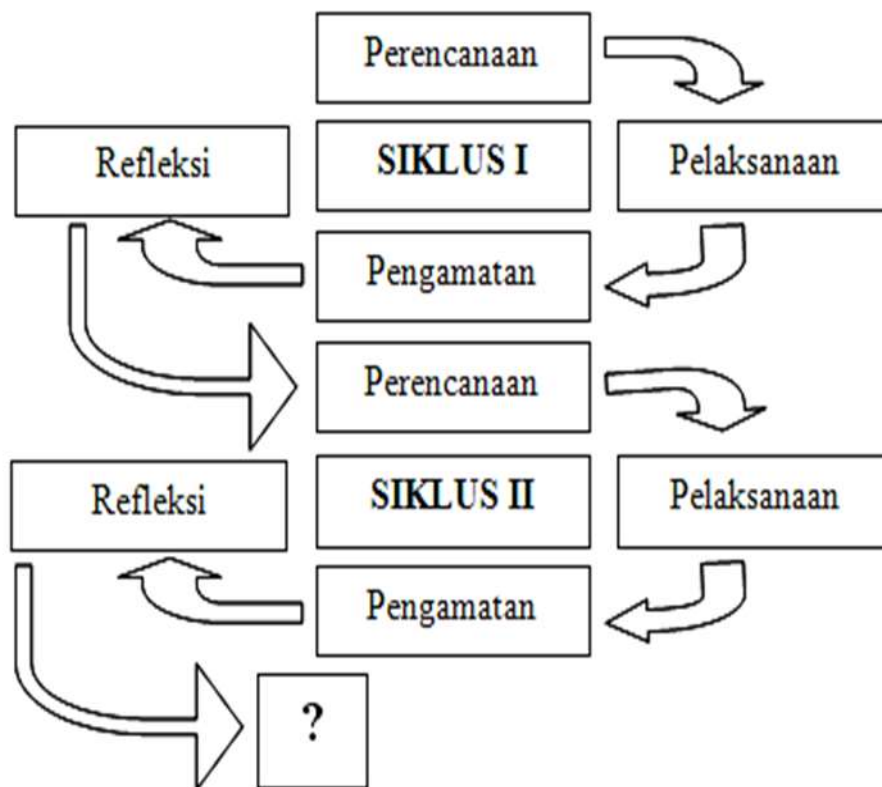 Perencanaan
Refleksi
SIKLUS I
Pelaksanaan
Pengamatan
Perencanaan
Refleksi
SIKLUS II
Pelaksanaan
Pengamatan
?